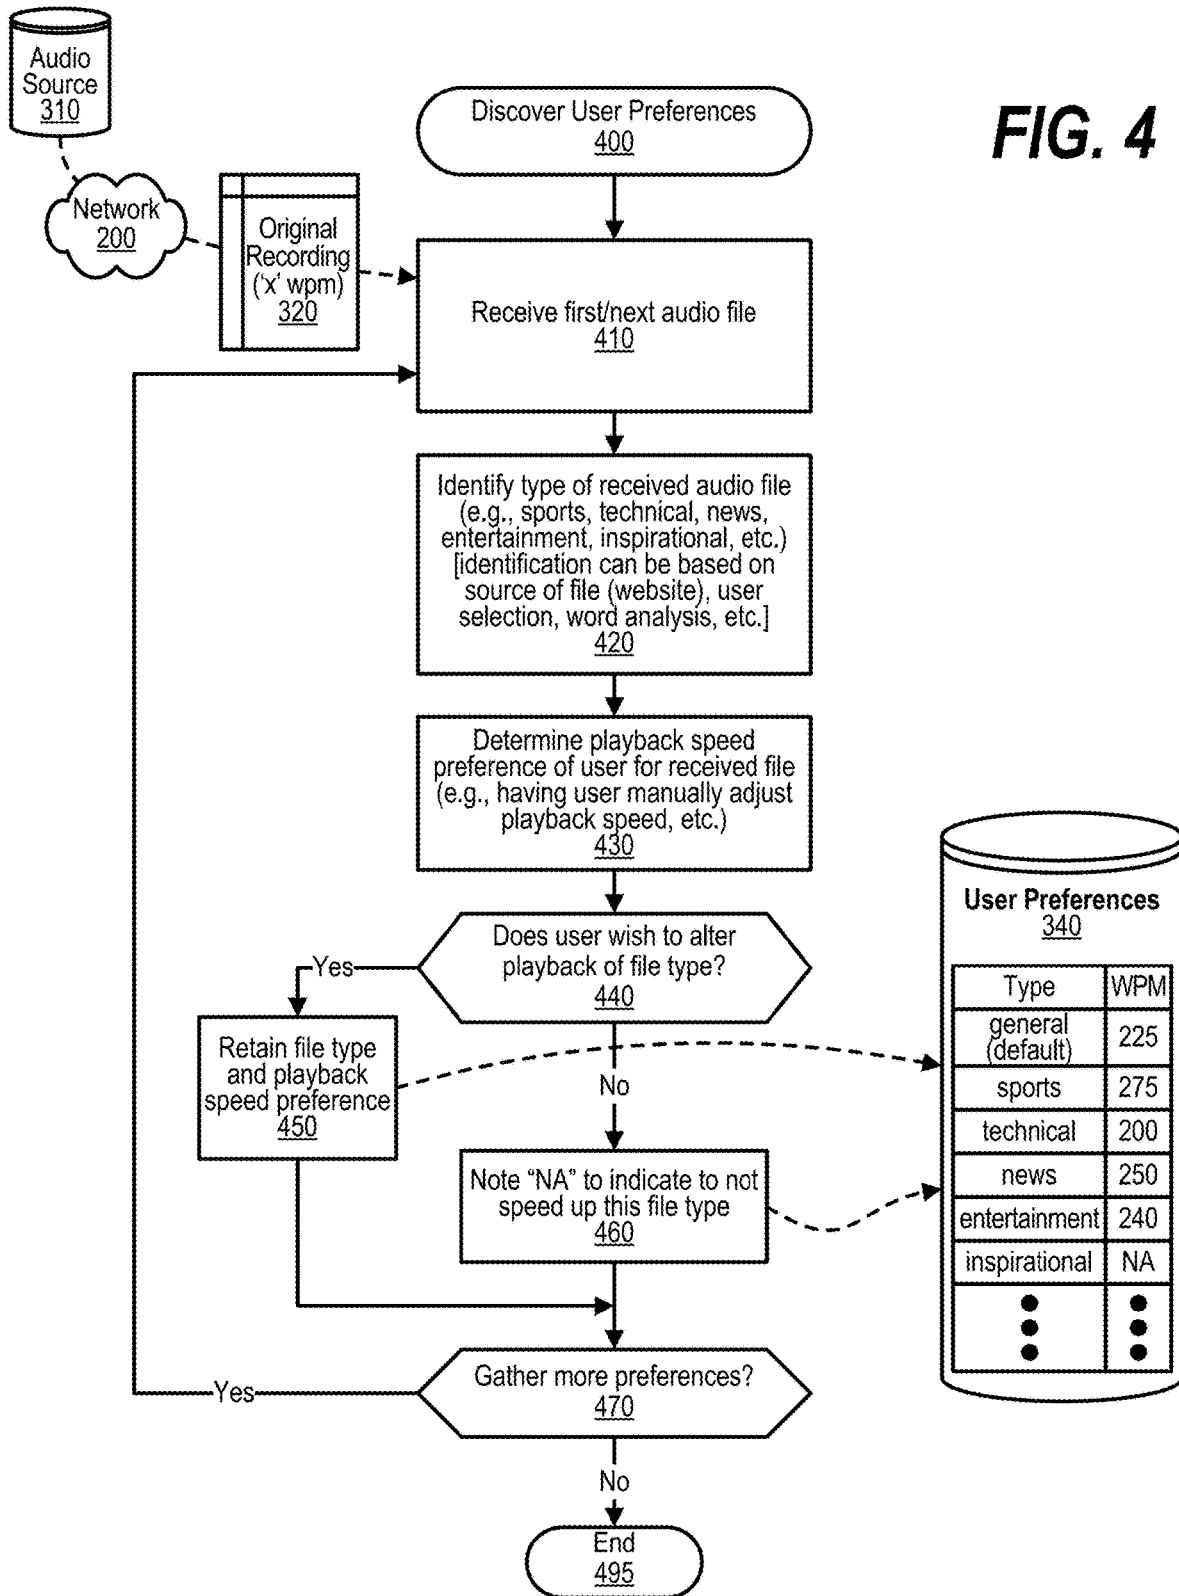 Audio
Source
310
FIG. 4
Discover User Preferences
400
Network
200
Original
Recording
('x' wpm)
320
Receive first/next audio file
410
Identify type of received audio file
(e.g., sports, technical, news,
entertainment, inspirational, etc.)
[identification can be based on
source of file (website), user
selection, word analysis, etc.]
420
Determine playback speed
preference of user for received file
(e.g., having user manually adjust
playback speed, etc.)
430
Does user wish to alter
playback of file type?
440
Yes
No
Retain file type
and playback
speed preference
450
Note “NA” to indicate to not
speed up this file type
460
User Preferences
340
Type WPM
general
(default) 225
sports 275
technical 200
news 250
entertainment 240
inspirational NA
Gather more preferences?
470
Yes
No
End
495